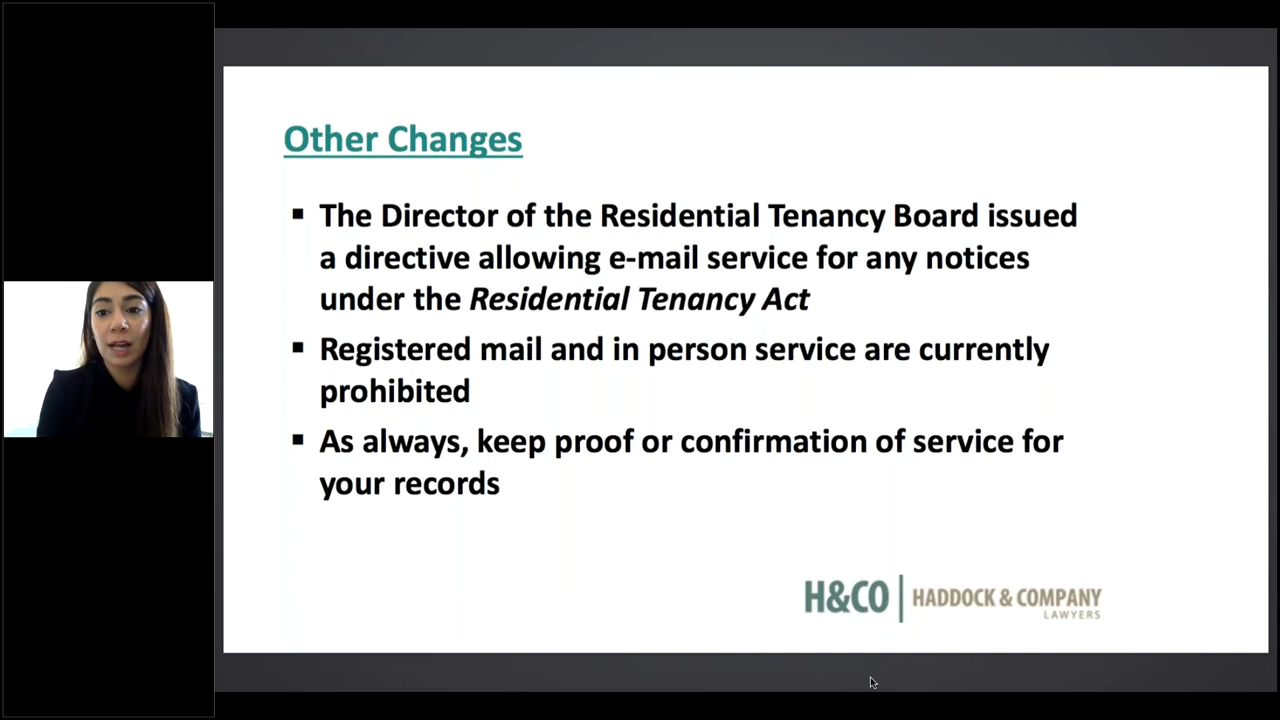 Other Changes
▪ The Director of the Residential Tenancy Board issued
a directive allowing e-mail service for any notices
under the Residential Tenancy Act
▪ Registered mail and in person service are currently
prohibited
▪ As always, keep proof or confirmation of service for
your records
H&CO | HADDOCK & COMPANY
LAWYERS